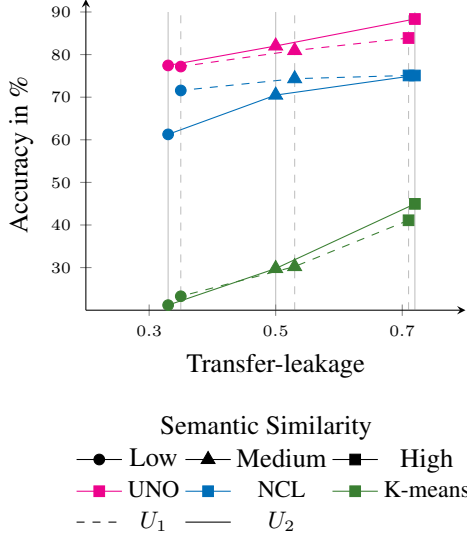 90
80
70
60
50
40
30
Accuracy in %
0.3 0.5 0.7
Transfer-leakage
Semantic Similarity
Low Medium High
UNO NCL K-means
U₁ U₂